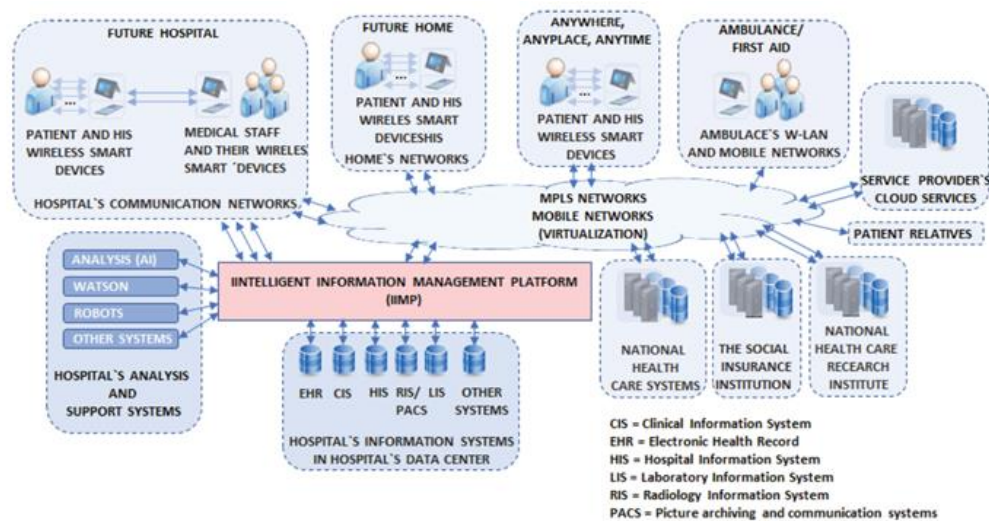 FUTURE HOSPITAL
...
PATIENT AND HIS
WIRELESS SMART
DEVICES
MEDICAL STAFF
AND THEIR WIRELES
SMART ´DEVICES
HOSPITAL`S COMMUNICATION NETWORKS
FUTURE HOME
...
PATIENT AND HIS
WIRELES SMART
DEVICESHIS
HOME`S NETWORKS
ANYWHERE,
ANYPLACE, ANYTIME
...
PATIENT AND HIS
WIRELESS SMART
DEVICES
AMBULANCE/
FIRST AID
AMBULACE`S W-LAN
AND MOBILE NETWORKS
SERVICE PROVIDER`S
CLOUD SERVICES
PATIENT RELATIVES
MPLS NETWORKS
MOBILE NETWORKS
(VIRTUALIZATION)
ANALYSIS (AI)
WATSON
ROBOTS
OTHER SYSTEMS
HOSPITAL`S ANALYSIS
AND
SUPPORT SYSTEMS
IINTELLIGENT INFORMATION MANAGEMENT PLATFORM
(IIMP)
EHR
CIS
HIS
RIS/
PACS
LIS
OTHER
SYSTEMS
HOSPITAL`S INFORMATION SYSTEMS
IN HOSPITAL`S DATA CENTER
NATIONAL
HEALTH
CARE SYSTEMS
THE SOCIAL
INSURANCE
INSTITUTION
NATIONAL
HEALTH CARE
RECEARCH
INSTITUTE
CIS = Clinical Information System
EHR = Electronic Health Record
HIS = Hospital Information System
LIS = Laboratory Information System
RIS = Radiology Information System
PACS = Picture archiving and communication systems